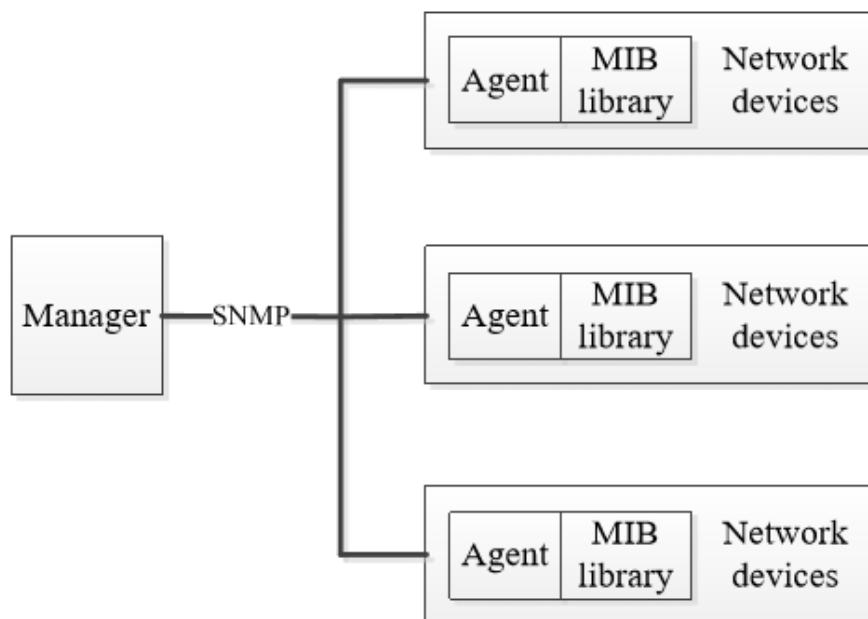 Agent
MIB
library
Network
devices
Manager
SNMP
Agent
MIB
library
Network
devices
Agent
MIB
library
Network
devices